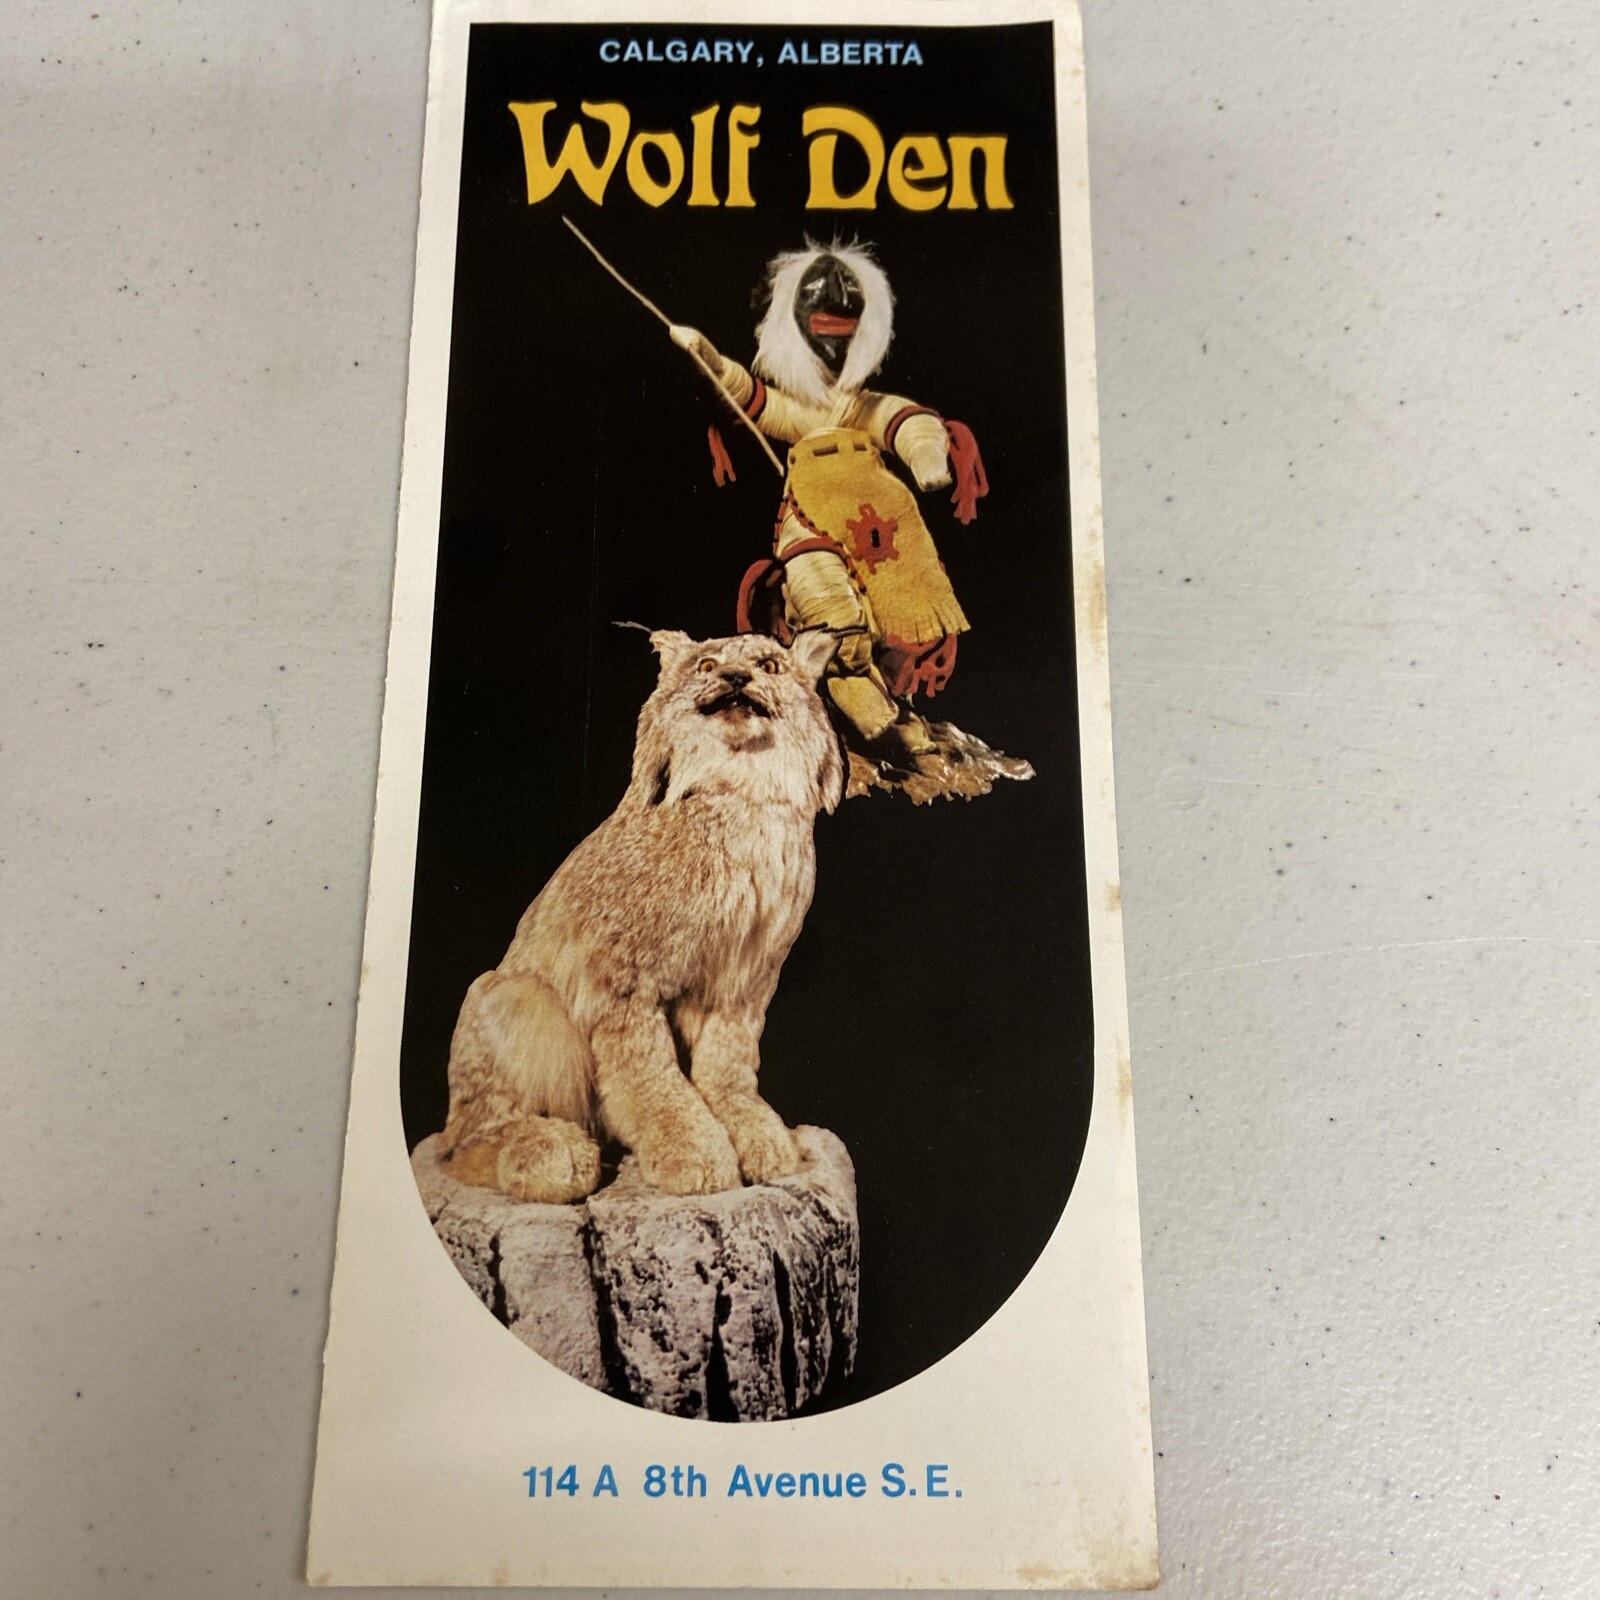 CALGARY, ALBERTA
Wolf Den
114 A 8th Avenue S.E.